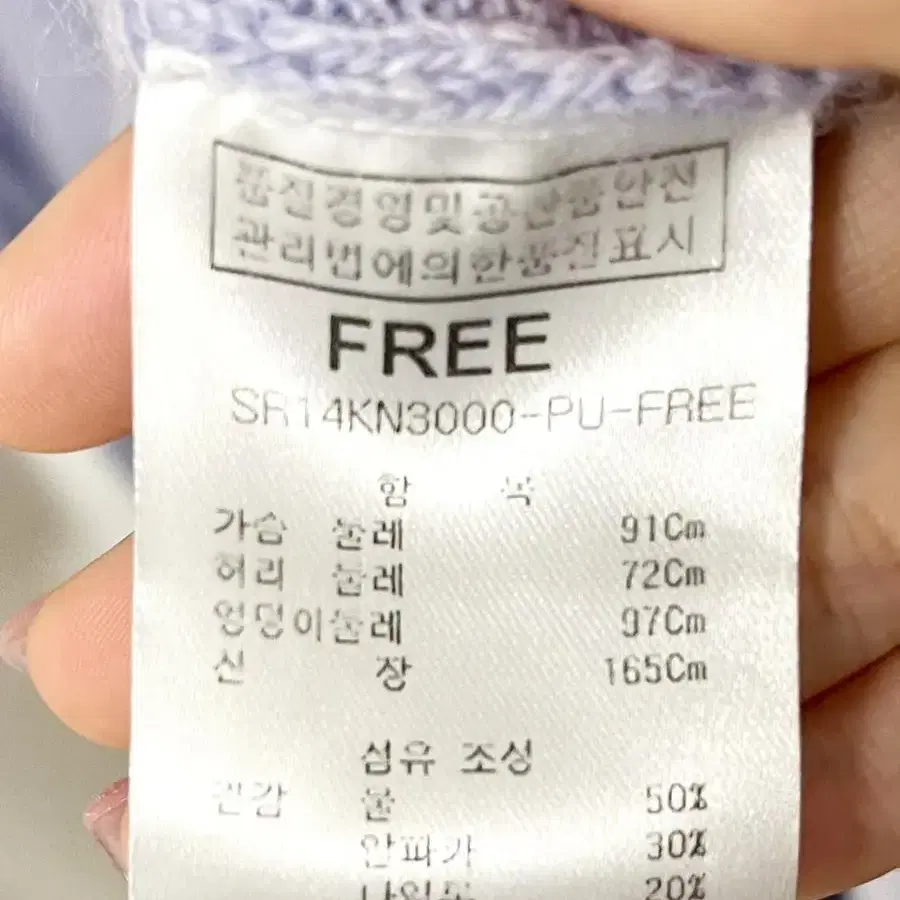 품질경영및공산품안전
관리법에의한품질표시
FREE
SR14KN3000-PU-FREE
항 목
가슴 둘레 91Cm
허리 둘레 72Cm
엉덩이둘레 97Cm
신 장 165Cm
섬유 조성
겉감 울 50%
알파카 30%
나일론 20%